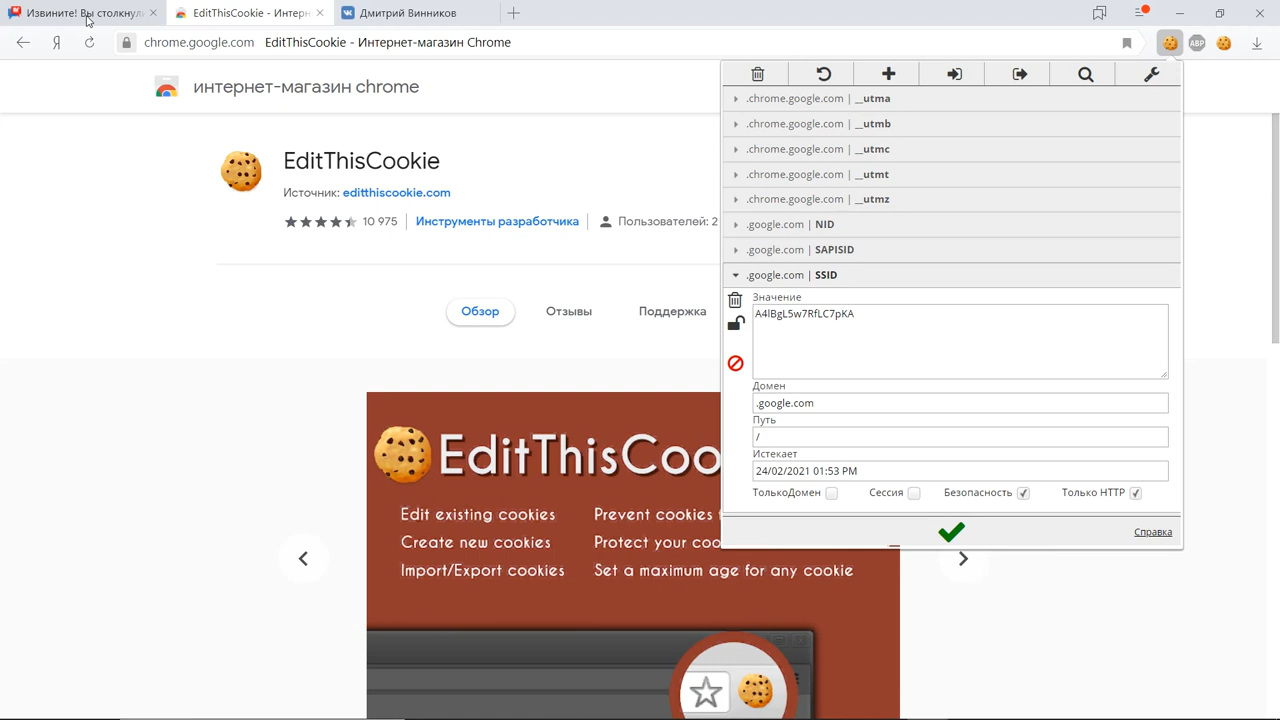 Извините! Вы столкнул
EditThisCookie - Интерн
Дмитрий Винников
Я
chrome.google.com EditThisCookie - Интернет-магазин Chrome
ABP
интернет-магазин chrome
EditThisCookie
Источник: editthiscookie.com
10 975
Инструменты разработчика
Пользователей: 2
Обзор
Отзывы
Поддержка
EditThisCoo
Edit existing cookies
Prevent cookies
Create new cookies
Protect your coo
Import/Export cookies
Set a maximum age for any cookie
.chrome.google.com | __utma
.chrome.google.com | __utmb
.chrome.google.com | __utmc
.chrome.google.com | __utmt
.chrome.google.com | __utmz
.google.com | NID
.google.com | SAPISID
.google.com | SSID
Значение
A4lBgL5w7RfLC7pKA
Домен
.google.com
Путь
/
Истекает
24/02/2021 01:53 PM
ТолькоДомен
Сессия
Безопасность
Только HTTP
Справка